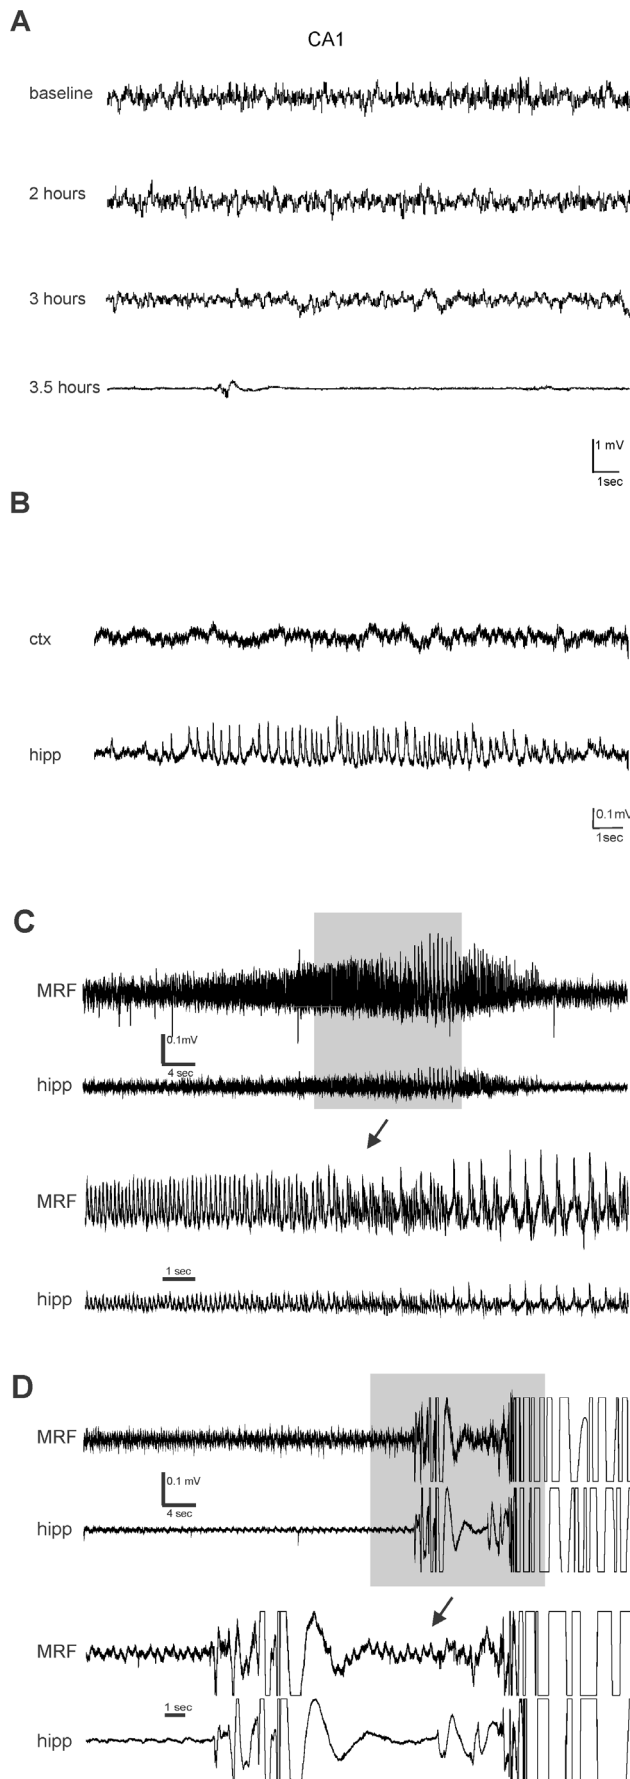 A
CA1
baseline
2 hours
3 hours
3.5 hours
1 mV
1sec
B
ctx
hipp
0.1mV
1sec
C
MRF
0.1mV
4 sec
hipp
MRF
1 sec
hipp
D
MRF
0.1 mV
4 sec
hipp
MRF
1 sec
hipp